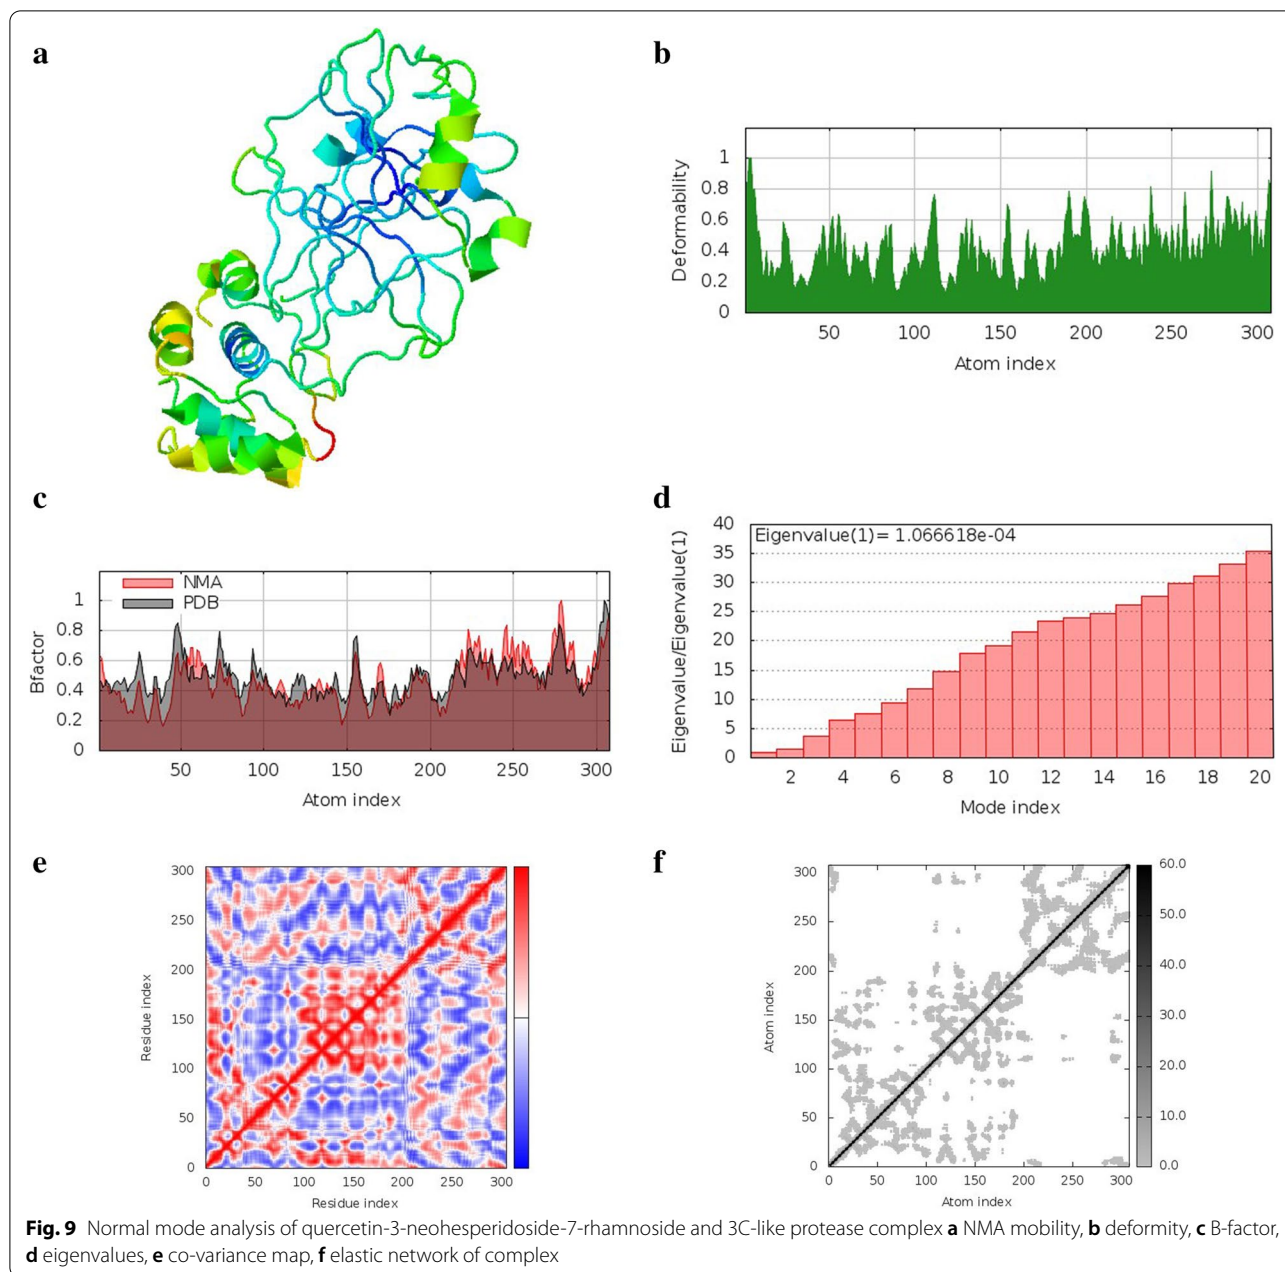 a
b
Deformability
1
0.8
0.6
0.4
0.2
0
50 100 150 200 250 300
Atom index
c
NMA
PDB
Bfactor
1
0.8
0.6
0.4
0.2
0
50 100 150 200 250 300
Atom index
d
Eigenvalue(1)= 1.066618e-04
Eigenvalue/Eigenvalue(1)
40
35
30
25
20
15
10
5
0
2 4 6 8 10 12 14 16 18 20
Mode index
e
Residue index
300
250
200
150
100
50
0
0 50 100 150 200 250 300
Residue index
f
Atom index
300
250
200
150
100
50
0
0 50 100 150 200 250 300
Atom index
60.0
50.0
40.0
30.0
20.0
10.0
0.0
Fig. 9 Normal mode analysis of quercetin-3-neohesperidoside-7-rhamnoside and 3C-like protease complex a NMA mobility, b deformity, c B-factor,
d eigenvalues, e co-variance map, f elastic network of complex